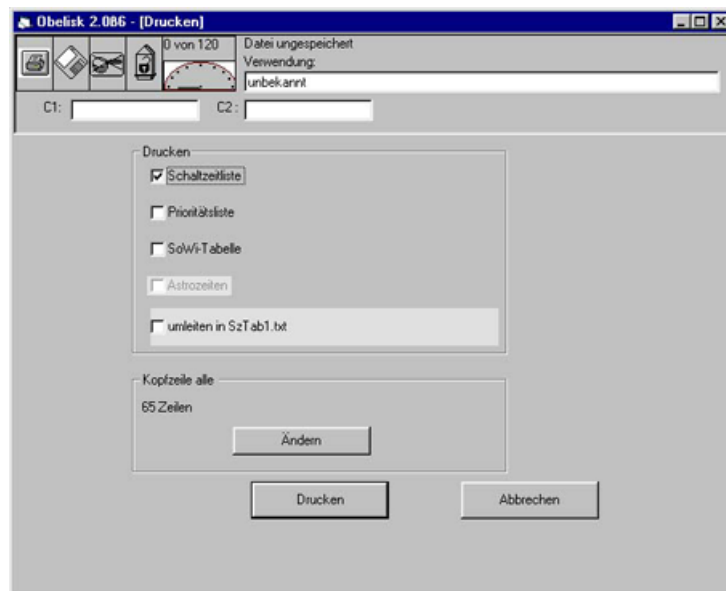 Obelisk 2.0B6 - [Drucken]
0 von 120
Datei ungespeichert
Verwendung:
unbekannt
C1: C2 :
Drucken
Schaltzeitliste
Prioritätsliste
SoWi-Tabelle
Astrozeiten
umleiten in SzTab1.txt
Kopfzeile alle
65 Zeilen
Ändern
Drucken Abbrechen